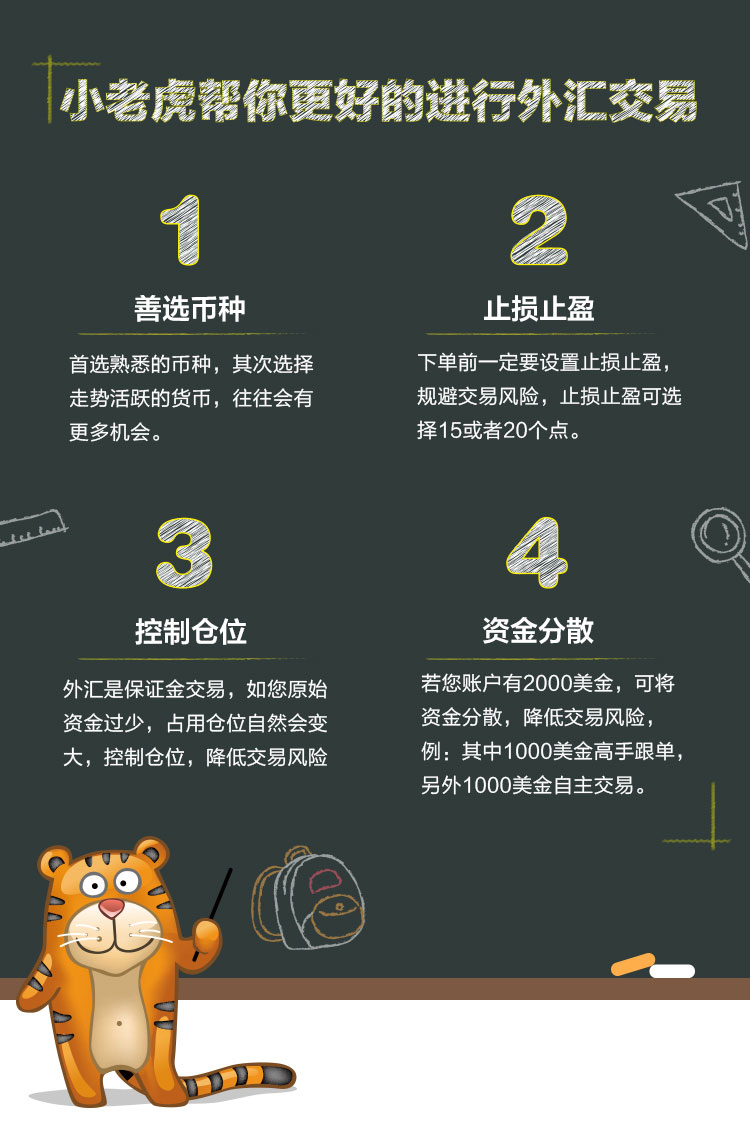 小老虎帮你更好的进行外汇交易
1
善选币种
首选熟悉的币种，其次选择
走势活跃的货币，往往会有
更多机会。
2
止损止盈
下单前一定要设置止损止盈，
规避交易风险，止损止盈可选
择15或者20个点。
3
控制仓位
外汇是保证金交易，如您原始
资金过少，占用仓位自然会变
大，控制仓位，降低交易风险
4
资金分散
若您账户有2000美金，可将
资金分散，降低交易风险，
例：其中1000美金高手跟单，
另外1000美金自主交易。